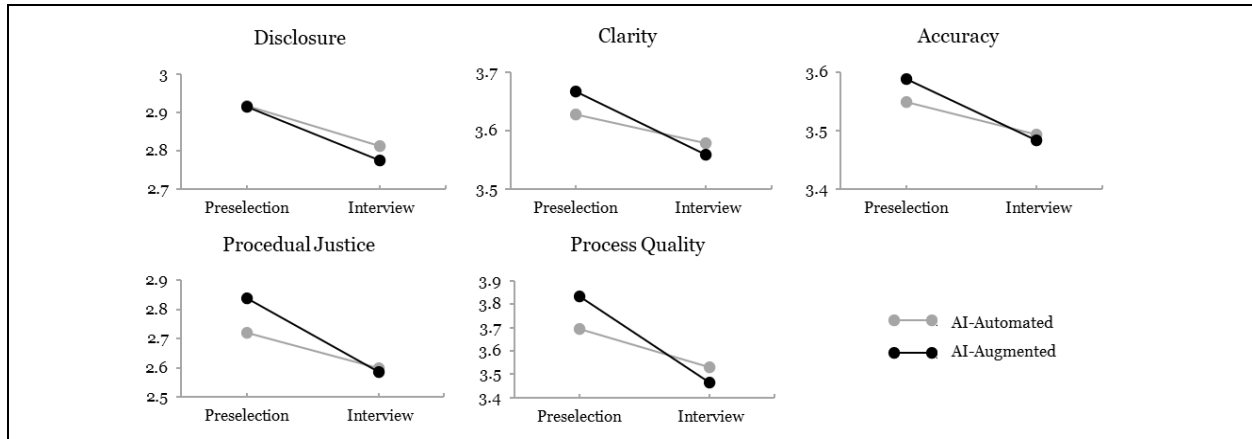 Disclosure
3
2.9
2.8
2.7
Preselection Interview
Clarity
3.7
3.6
3.5
Preselection Interview
Accuracy
3.6
3.5
3.4
Preselection Interview
Procedual Justice
2.9
2.8
2.7
2.6
2.5
Preselection Interview
Process Quality
3.9
3.8
3.7
3.6
3.5
3.4
Preselection Interview
AI-Automated
AI-Augmented